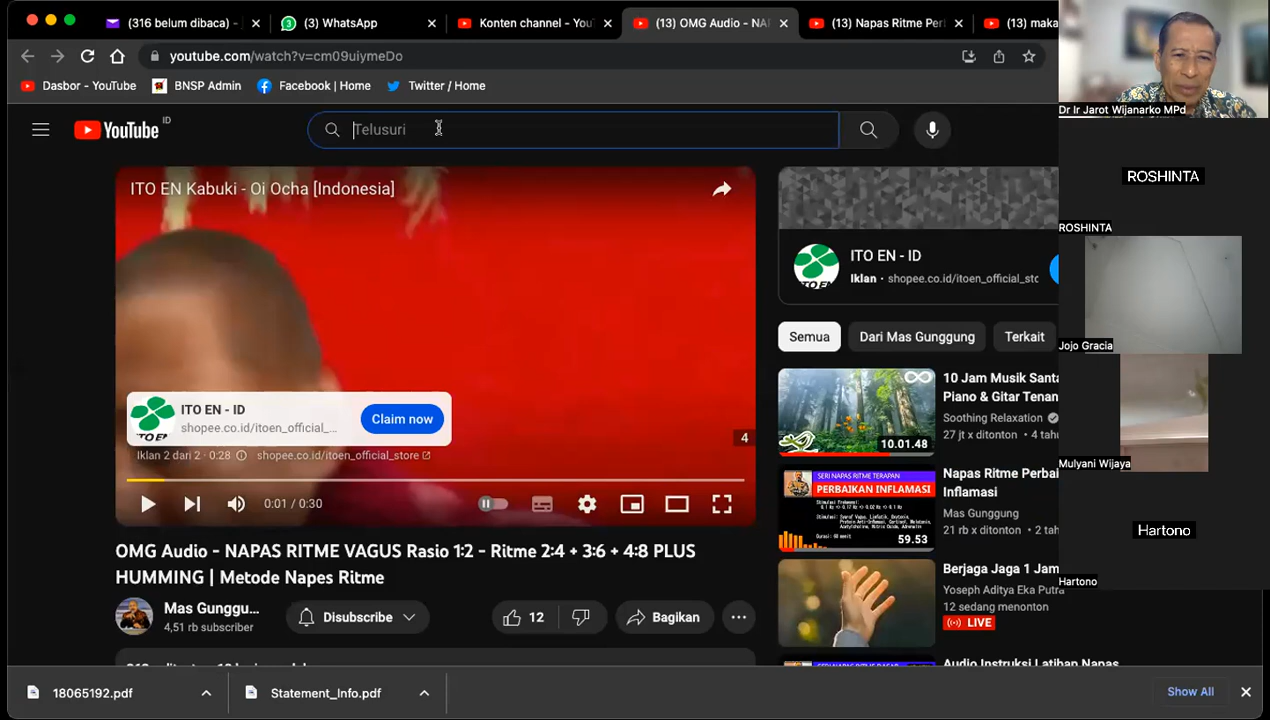 (316 belum dibaca) -
(3) WhatsApp
Konten channel - You
(13) OMG Audio - NA
(13) Napas Ritme Per
(13) maka
youtube.com/watch?v=cm09uiymeDo
Dasbor - YouTube
BNSP Admin
Facebook | Home
Twitter / Home
YouTube ID
Telusuri
ITO EN Kabuki - Oi Ocha [Indonesia]
ITO EN - ID
shopee.co.id/itoen_official_...
Claim now
Iklan 2 dari 2 · 0:28
shopee.co.id/itoen_official_store
4
0:01 / 0:30
OMG Audio - NAPAS RITME VAGUS Rasio 1:2 - Ritme 2:4 + 3:6 + 4:8 PLUS
HUMMING | Metode Napes Ritme
Mas Gunggu...
4,51 rb subscriber
Disubscribe
12
Bagikan
ITO EN - ID
Iklan · shopee.co.id/itoen_official_stc
Semua
Dari Mas Gunggung
Terkait
10 Jam Musik Santa
Piano & Gitar Tenan
Soothing Relaxation
27 jt x ditonton · 4 tahu
10.01.48
SERI NAPAS RITME TERAPAN
PERBAIKAN INFLAMASI
59.53
Napas Ritme Perbai
Inflamasi
Mas Gunggung
21 rb x ditonton · 2 tah
Berjaga Jaga 1 Jam
Yoseph Aditya Eka Putra
12 sedang menonton
LIVE
Audio Instruksi Latihan Napas
18065192.pdf
Statement_Info.pdf
Show All
Dr Ir Jarot Wijanarko MPd
ROSHINTA
ROSHINTA
Jojo Gracia
Mulyani Wijaya
Hartono
Hartono